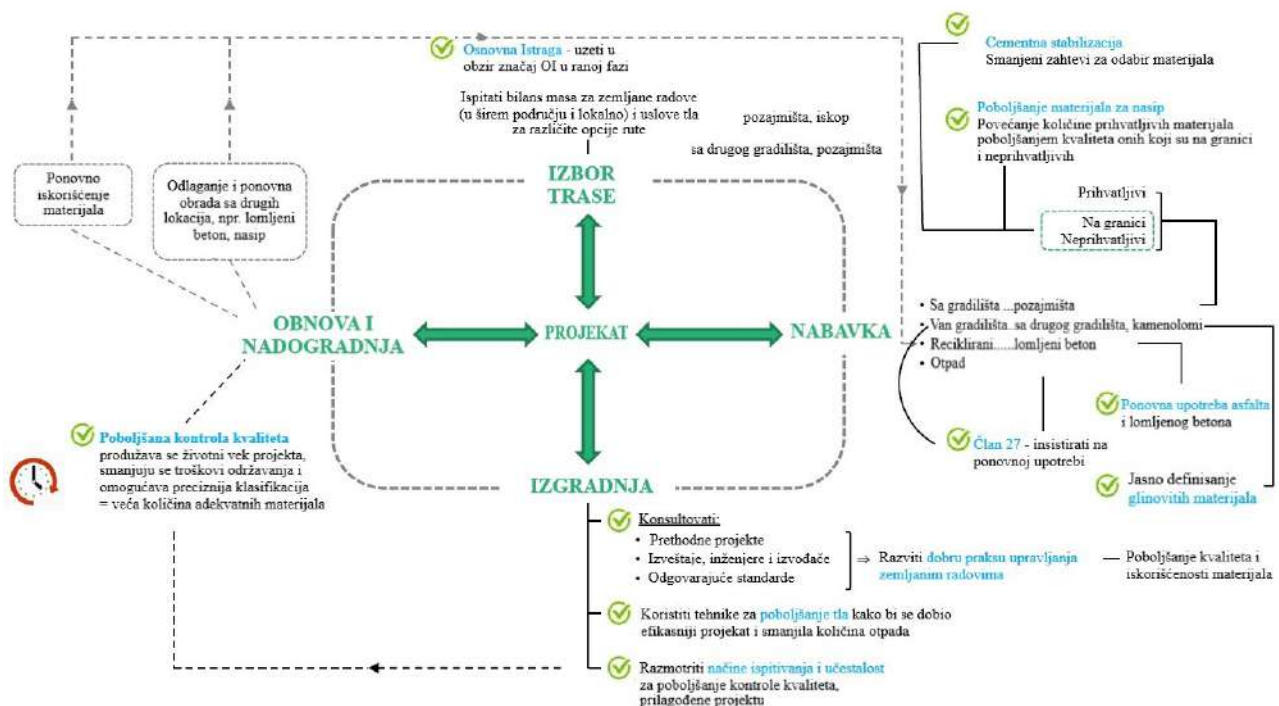 Osnovna Istraga - uzeti u
obzir značaj OI u ranoj fazi
Ispitati bilans masa za zemljane radove
(u širem području i lokalno) i uslove tla
za različite opcije rute
pozajmišta, iskop
sa drugog gradilišta, pozajmišta
Cementna stabilizacija
Smanjeni zahtevi za odabir materijala
Poboljšanje materijala za nasip
Povećanje količine prihvatljivih materijala
poboljšanjem kvaliteta onih koji su na granici
i neprihvatljivih
Prihvatljivi
Na granici
Neprihvatljivi
Ponovno
iskorišćenje
materijala
Odlaganje i ponovna
obrada sa drugih
lokacija, npr. lomljeni
beton, nasip
IZBOR
TRASE
OBNOVA I
NADOGRADNJA
PROJEKAT
NABAVKA
IZGRADNJA
• Sa gradilišta ...pozajmišta
• Van gradilišta..sa drugog gradilišta, kamenolomi
• Reciklirani......lomljeni beton
• Otpad
Ponovna upotreba asfalta
i lomljenog betona
Član 27 - insistirati na
ponovnoj upotrebi
Jasno definisanje
glinovitih materijala
Poboljšana kontrola kvaliteta
produžava se životni vek projekta,
smanjuju se troškovi održavanja i
omogućava preciznija klasifikacija
= veća količina adekvatnih materijala
Konsultovati:
• Prethodne projekte
• Izveštaje, inženjere i izvođače
• Odgovarajuće standarde
⇒ Razviti dobru praksu upravljanja
zemljanim radovima
Poboljšanje kvaliteta i
iskorišćenosti materijala
Koristiti tehnike za poboljšanje tla kako bi se dobio
efikasniji projekat i smanjila količina otpada
Razmotriti načine ispitivanja i učestalost
za poboljšanje kontrole kvaliteta,
prilagođene projektu